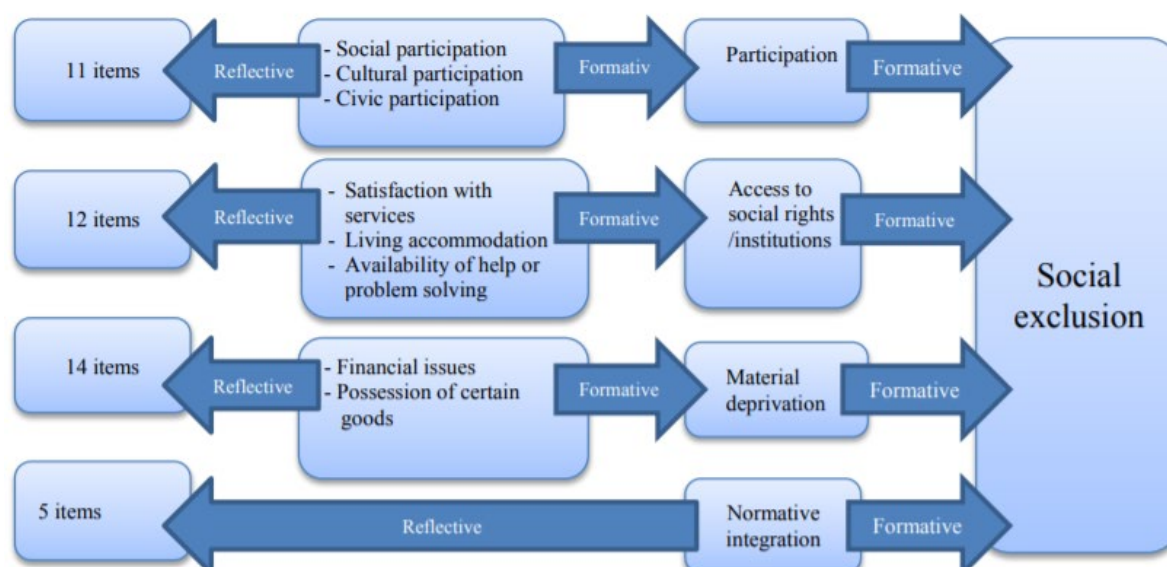 11 items
Reflective
- Social participation
- Cultural participation
- Civic participation
Formativ
Participation
Formative
12 items
Reflective
- Satisfaction with
services
- Living accommodation
- Availability of help or
problem solving
Formative
Access to
social rights
/institutions
Formative
14 items
Reflective
- Financial issues
- Possession of certain
goods
Formative
Material
deprivation
Formative
5 items
Reflective
Normative
integration
Formative
Social
exclusion